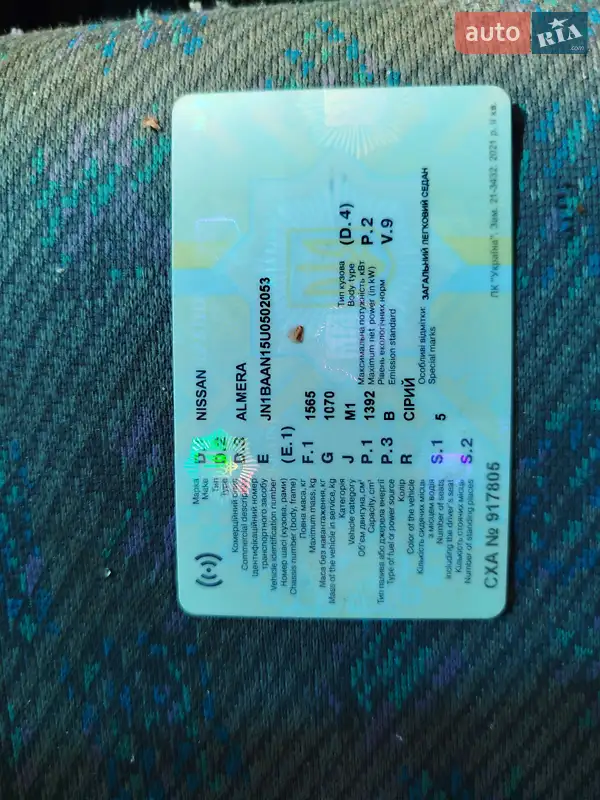 auto RIA.com
Марка
Make D.1 NISSAN
Тип
Type D.2
Комерційний опис
Commercial description D.3 ALMERA
Ідентифікаційний номер
транспортного засобу E JN1BAAN15U0502053
Vehicle identification number
Номер шасі (кузова, рами) (E.1)
Chassis number (body, frame)
Повна маса, кг F.1 1565
Maximum mass, kg
Маса без навантаження, кг G 1070
Mass of the vehicle in service, kg
Категорія J M1 Тип кузова (D.4)
Vehicle category Body type
Об'єм двигуна, см³ P.1 1392 Максимальна потужність кВт P.2
Capacity, cm³ Maximum net power (in kW)
Тип палива або джерела енергії P.3 B Рівень екологічних норм V.9
Type of fuel or power source Emission standard
Колір R СІРИЙ
Color of the vehicle
Кількість сидячих місць Особливі відмітки: ЗАГАЛЬНИЙ ЛЕГКОВИЙ СЕДАН
з місцем водія S.1 5 Special marks
Number of seats,
including the driver's seat
Кількість стоячих місць S.2
Number of standing places
СХА № 917805
ПК "Україна". Зам. 21-3432. 2021 р. II кв.